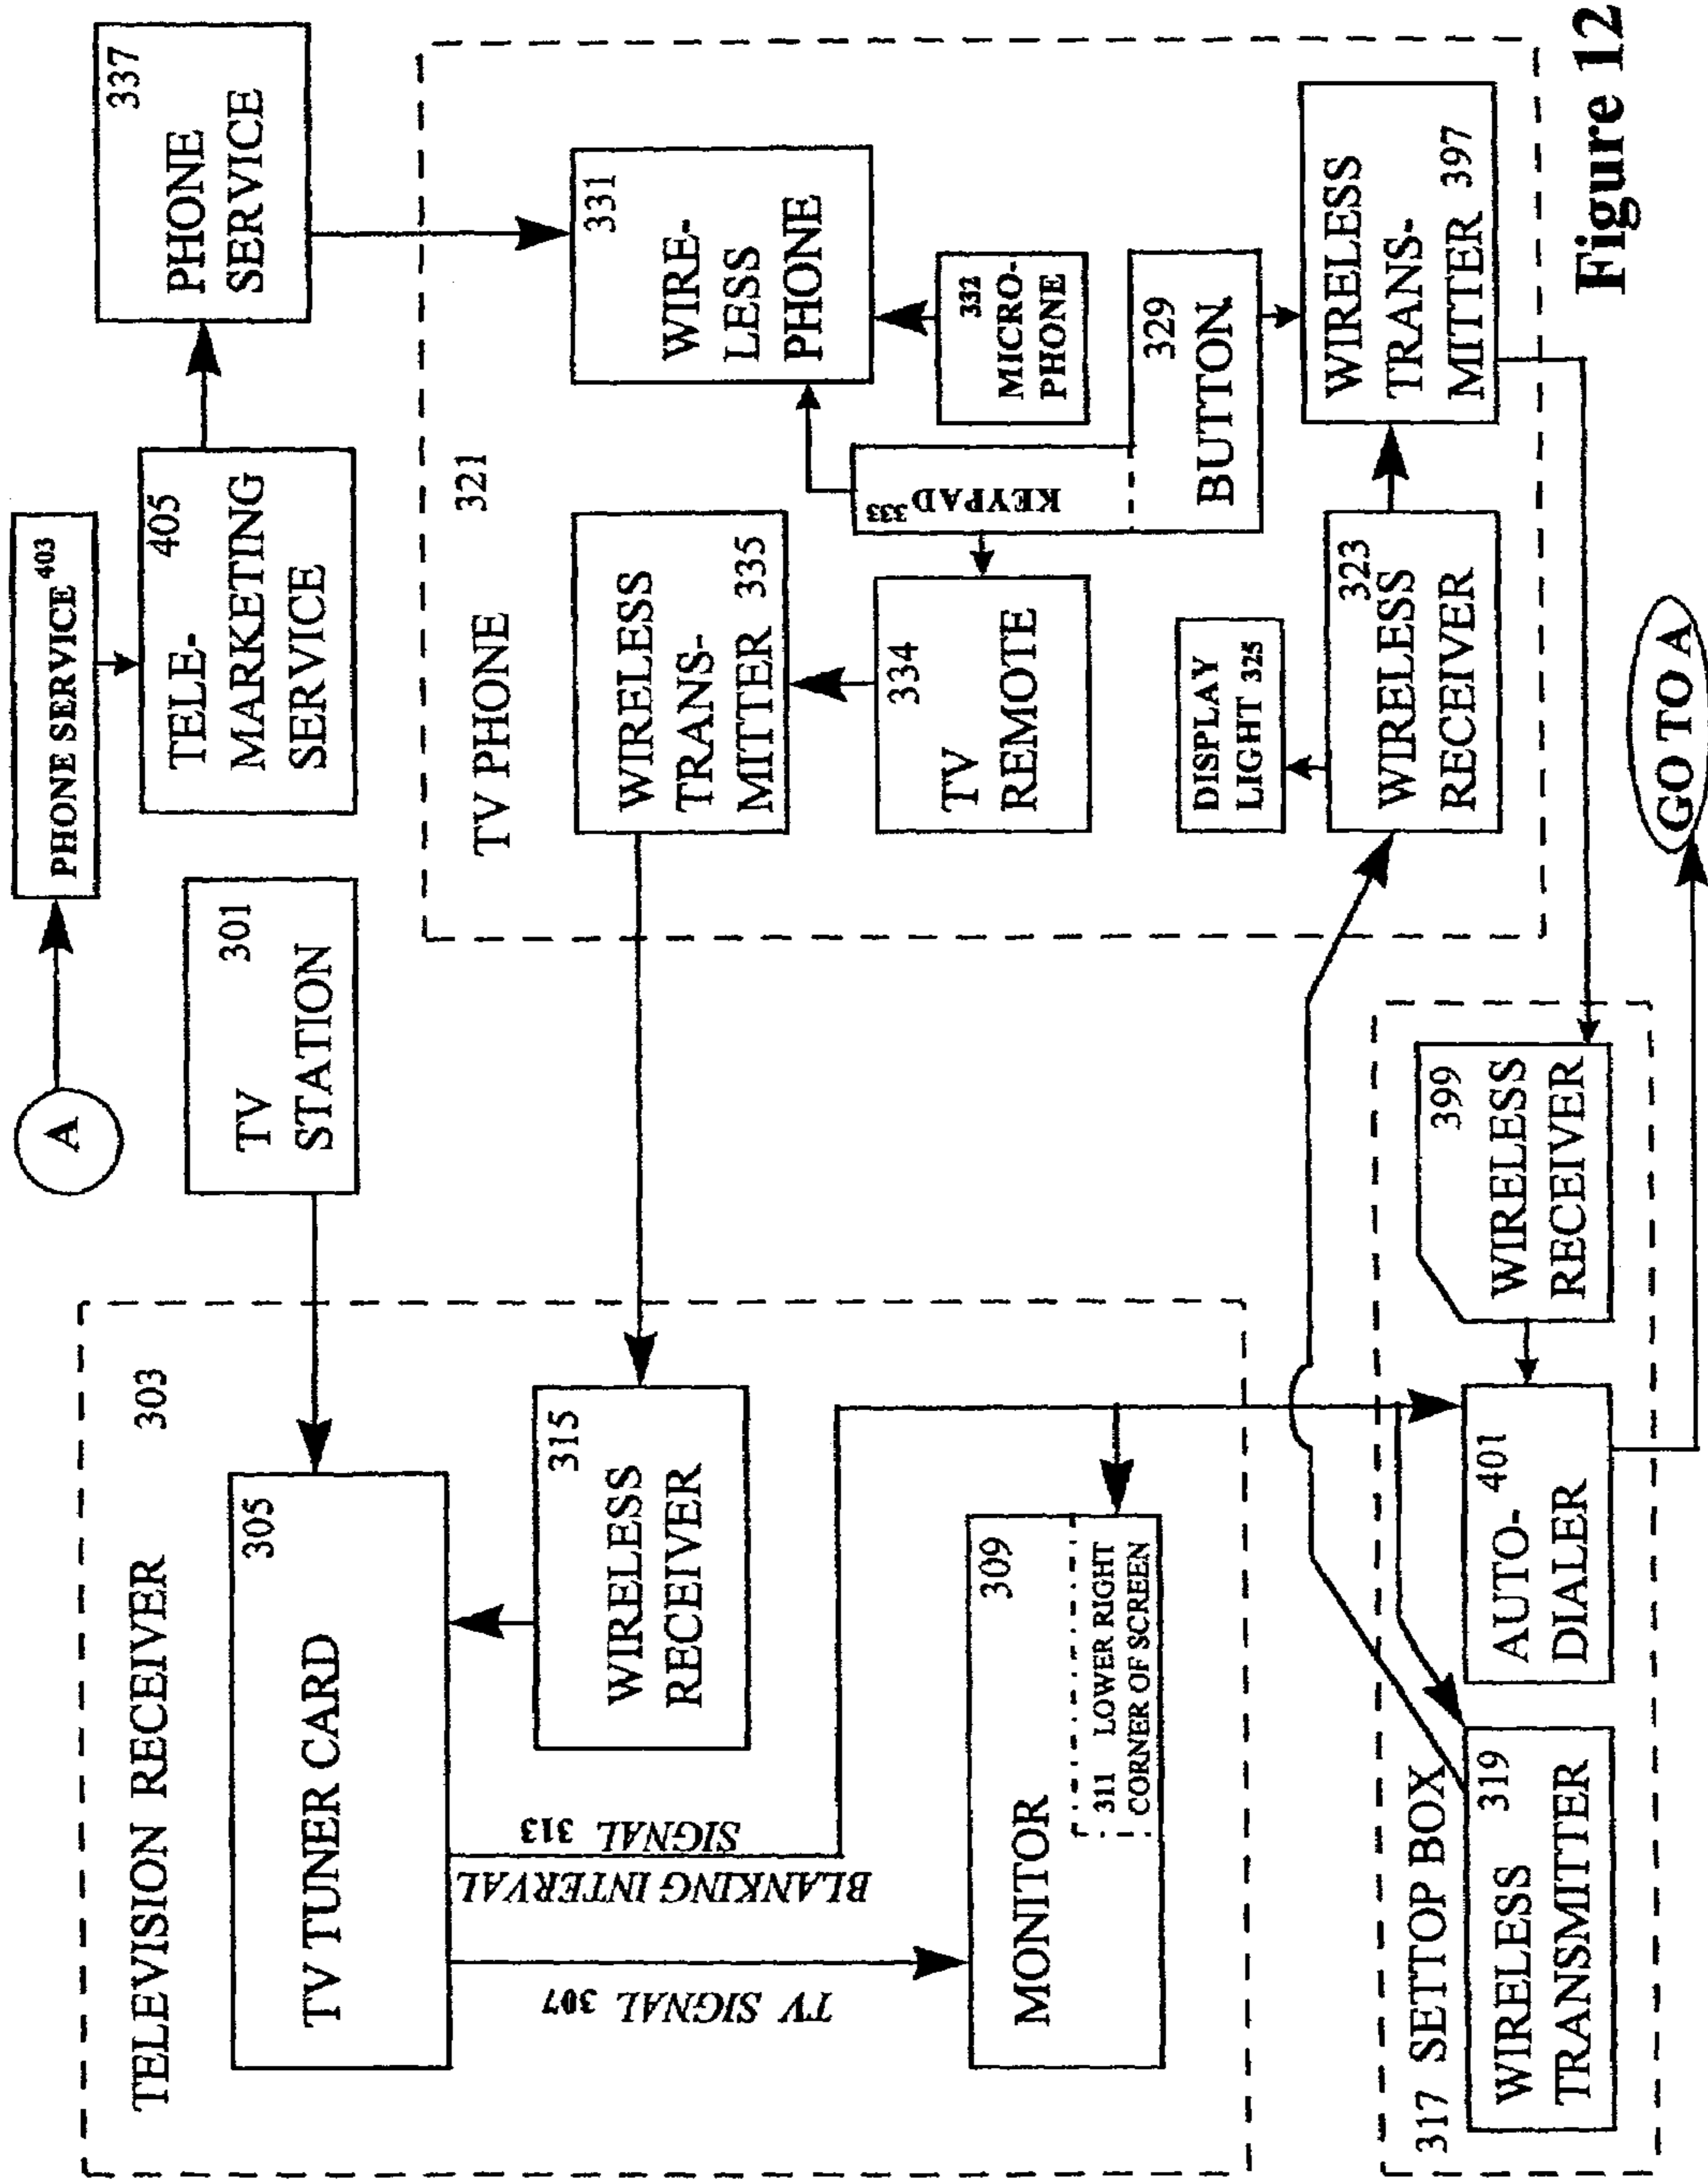 A
PHONE SERVICE 403
405
TELE-
MARKETING
SERVICE
337
PHONE
SERVICE
TV 301
STATION
TELEVISION RECEIVER 303
305
TV TUNER CARD
315
WIRELESS
RECEIVER
TV SIGNAL 307
BLANKING INTERVAL
SIGNAL 313
MONITOR 309
311 LOWER RIGHT
CORNER OF SCREEN
TV PHONE 321
WIRELESS
TRANS-
MITTER 335
331
WIRE-
LESS
PHONE
334
TV
REMOTE
KEYPAD 333
332
MICRO-
PHONE
329
BUTTON
DISPLAY
LIGHT 325
323
WIRELESS
RECEIVER
WIRELESS
TRANS-
MITTER 397
317 SETTOP BOX
319
WIRELESS
TRANSMITTER
AUTO- 401
DIALER
399
WIRELESS
RECEIVER
GO TO A
Figure 12